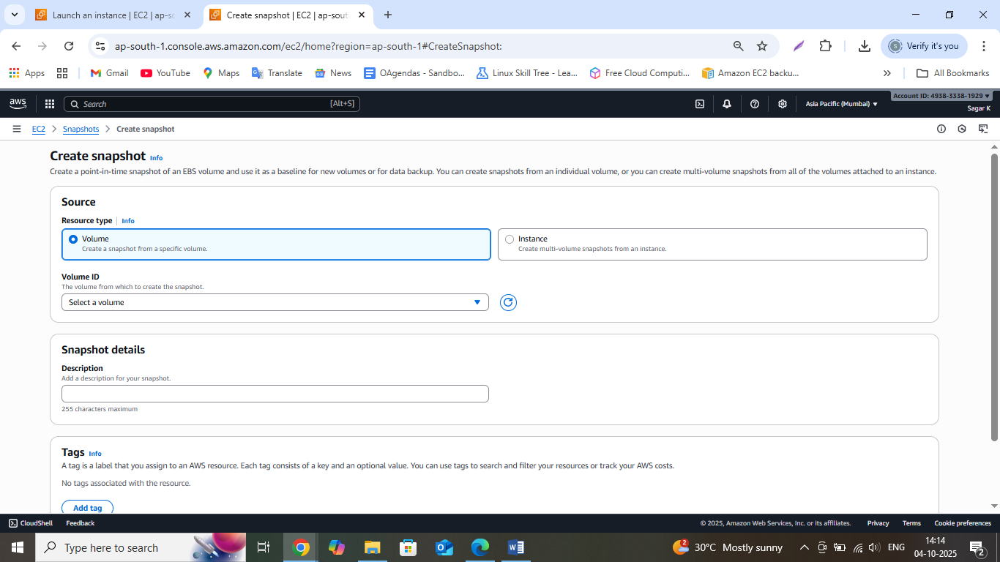 Launch an instance | EC2 | ap-so
Create snapshot | EC2 | ap-sout
ap-south-1.console.aws.amazon.com/ec2/home?region=ap-south-1#CreateSnapshot:
S
Verify it's you
Apps
Gmail
YouTube
Maps
Translate
News
OAgendas - Sandbo...
Linux Skill Tree - Lea...
Free Cloud Computi...
Amazon EC2 backu...
All Bookmarks
aws
Search
[Alt+S]
Asia Pacific (Mumbai)
Account ID: 4938-3338-1929
Sagar K
EC2
Snapshots
Create snapshot
Create snapshot Info
Create a point-in-time snapshot of an EBS volume and use it as a baseline for new volumes or for data backup. You can create snapshots from an individual volume, or you can create multi-volume snapshots from all of the volumes attached to an instance.
Source
Resource type Info
Volume
Create a snapshot from a specific volume.
Instance
Create multi-volume snapshots from an instance.
Volume ID
The volume from which to create the snapshot.
Select a volume
Snapshot details
Description
Add a description for your snapshot.
255 characters maximum
Tags Info
A tag is a label that you assign to an AWS resource. Each tag consists of a key and an optional value. You can use tags to search and filter your resources or track your AWS costs.
No tags associated with the resource.
Add tag
CloudShell
Feedback
© 2025, Amazon Web Services, Inc. or its affiliates.
Privacy
Terms
Cookie preferences
Type here to search
2
30°C Mostly sunny
ENG
14:14
04-10-2025
2